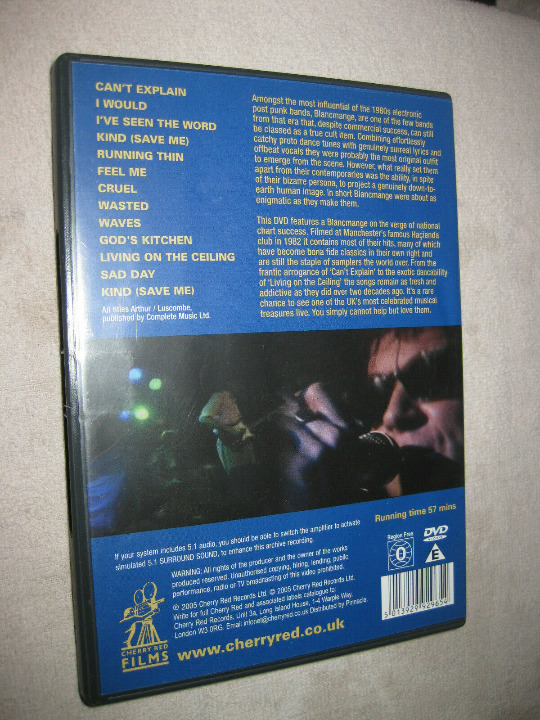 CAN'T EXPLAIN
I WOULD
I'VE SEEN THE WORD
KIND (SAVE ME)
RUNNING THIN
FEEL ME
CRUEL
WASTED
WAVES
GOD'S KITCHEN
LIVING ON THE CEILING
SAD DAY
KIND (SAVE ME)
All titles Arthur / Luscombe,
published by Complete Music Ltd.
Amongst the most influential of the 1980s electronic
post punk bands, Blancmange, are one of the few bands
from that era that, despite commercial success, can still
be classed as a true cult item. Combining effortlessly
catchy proto dance tunes with genuinely surreal lyrics and
offbeat vocals they were probably the most original outfit
to emerge from the scene. However, what really set them
apart from their contemporaries was the ability, in spite
of their bizarre persona, to project a genuinely down-to-
earth human image. In short Blancmange were about as
enigmatic as they make them.
This DVD features a Blancmange on the verge of national
chart success. Filmed at Manchester's famous Haçienda
club in 1982 it contains most of their hits, many of which
have become bona fide classics in their own right and
are still the staple of samplers the world over. From the
frantic arrogance of 'Can't Explain' to the exotic danceability
of 'Living on the Ceiling' the songs remain as fresh and
addictive as they did over two decades ago. It's a rare
chance to see one of the UK's most celebrated musical
treasures live. You simply cannot help but love them.
Running time 57 mins
If your system includes 5.1 audio, you should be able to switch the amplifier to activate
simulated 5.1 SURROUND SOUND, to enhance this archive recording.
WARNING: All rights of the producer and the owner of the works
produced reserved. Unauthorised copying, hiring, lending, public
performance, radio or TV broadcasting of this video prohibited.
℗ 2005 Cherry Red Records Ltd. © 2005 Cherry Red Records Ltd.
Write for full Cherry Red and associated labels catalogue to:
Cherry Red Records, Unit 3a, Long Island House, 1-4 Warple Way,
London W3 0RG. Email infonet@cherryred.co.uk Distributed by Pinnacle.
Region Free
0
DVD
VIDEO
E
5 013929 929654
CHERRY RED
FILMS
www.cherryred.co.uk